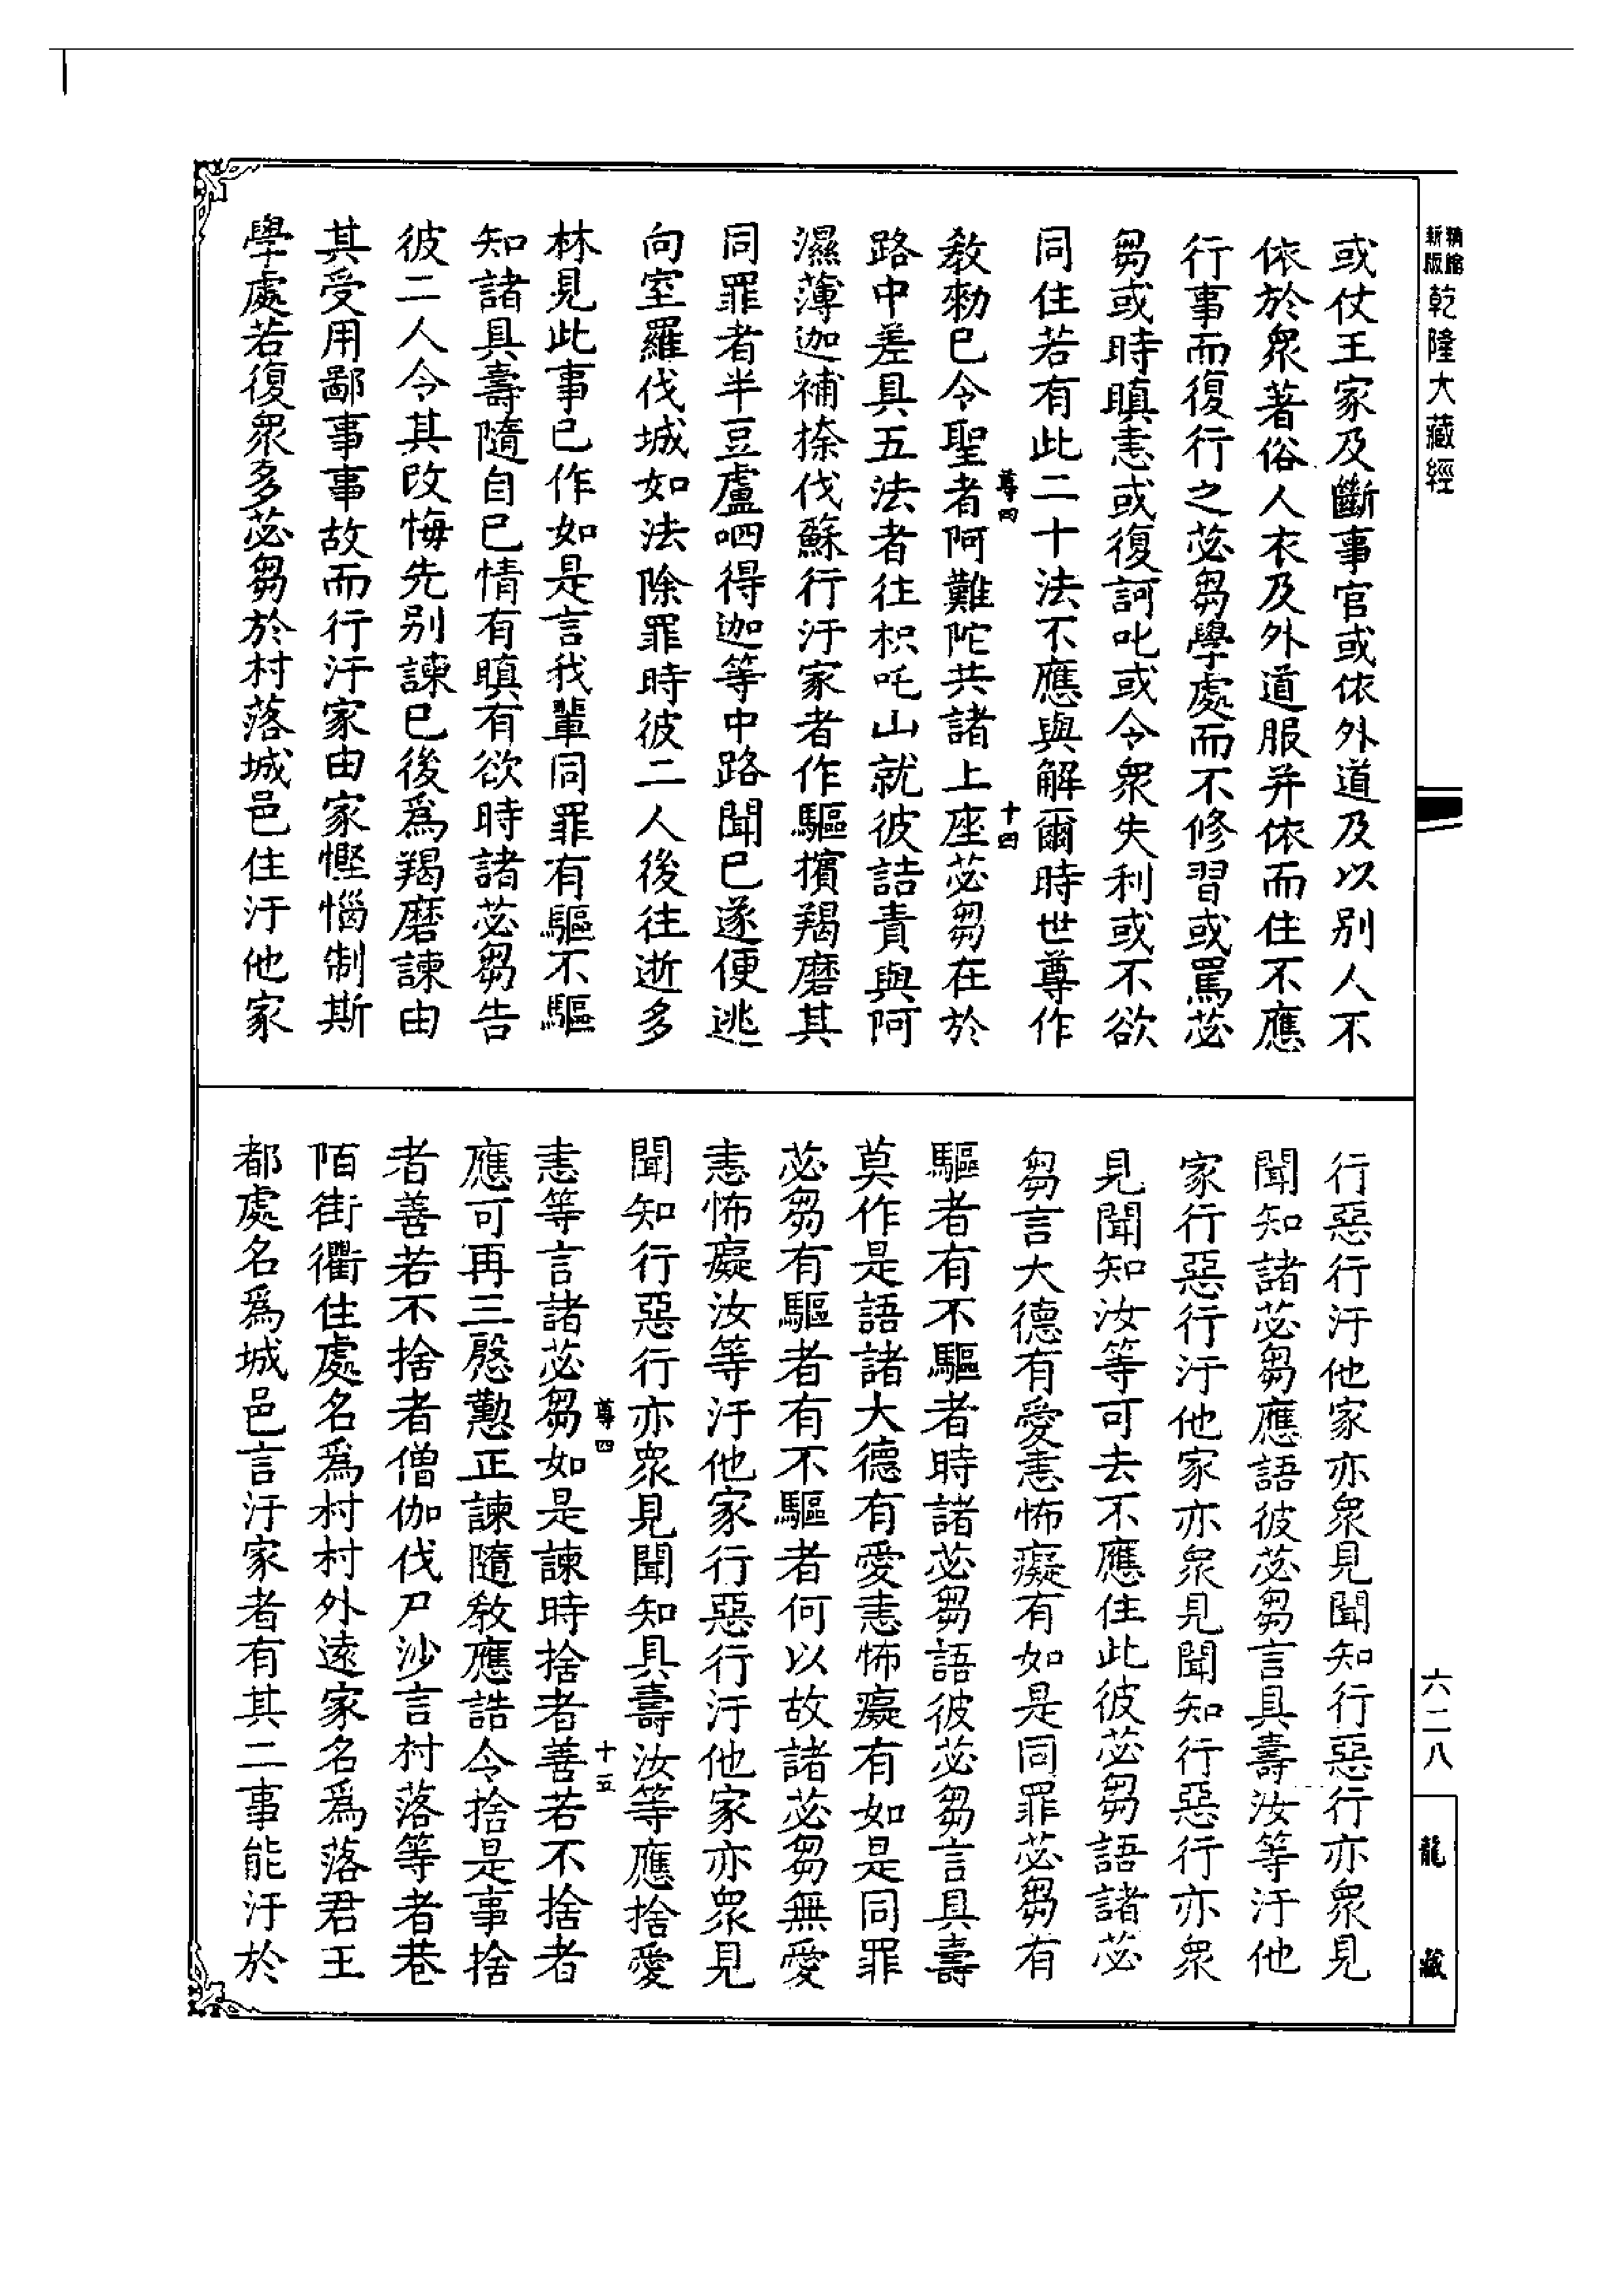 精縮
新版
乾隆大藏經
或仗王家及斷事官或依外道及以别人不
依於衆著俗人衣及外道服并依而住不應
行事而復行之苾芻學處而不修習或罵苾
芻或時瞋恚或復訶叱或令衆失利或不欲
同住若有此二十法不應與解爾時世尊作
教勑已令聖者阿難陀共諸上座苾芻在於
尊四
十四
路中差具五法者往枳吒山就彼詰責與阿
濕薄迦補捺伐蘇行汙家者作驅擯羯磨其
同罪者半豆盧呬得迦等中路聞已遂便逃
向室羅伐城如法除罪時彼二人後往逝多
林見此事已作如是言我輩同罪有驅不驅
知諸具壽隨自已情有瞋有欲時諸苾芻告
彼二人令其改悔先别諫已後爲羯磨諫由
其受用鄙事事故而行汙家由家慳惱制斯
學處若復衆多苾芻於村落城邑住汙他家
行惡行汙他家亦衆見聞知行惡行亦衆見
聞知諸苾芻應語彼苾芻言具壽汝等汙他
家行惡行汙他家亦衆見聞知行惡行亦衆
見聞知汝等可去不應住此彼苾芻語諸苾
芻言大德有愛恚怖癡有如是同罪苾芻有
驅者有不驅者時諸苾芻語彼苾芻言具壽
莫作是語諸大德有愛恚怖癡有如是同罪
苾芻有驅者有不驅者何以故諸苾芻無愛
恚怖癡汝等汙他家行惡行汙他家亦衆見
聞知行惡行亦衆見聞知具壽汝等應捨愛
恚等言諸苾芻如是諫時捨者善若不捨者
尊四
十五
應可再三慇懃正諫隨教應詰令捨是事捨
者善若不捨者僧伽伐尸沙言村落等者巷
陌街衢住處名爲村村外遠家名爲落君王
都處名爲城邑言汙家者有其二事能汙於
六二八
龍藏